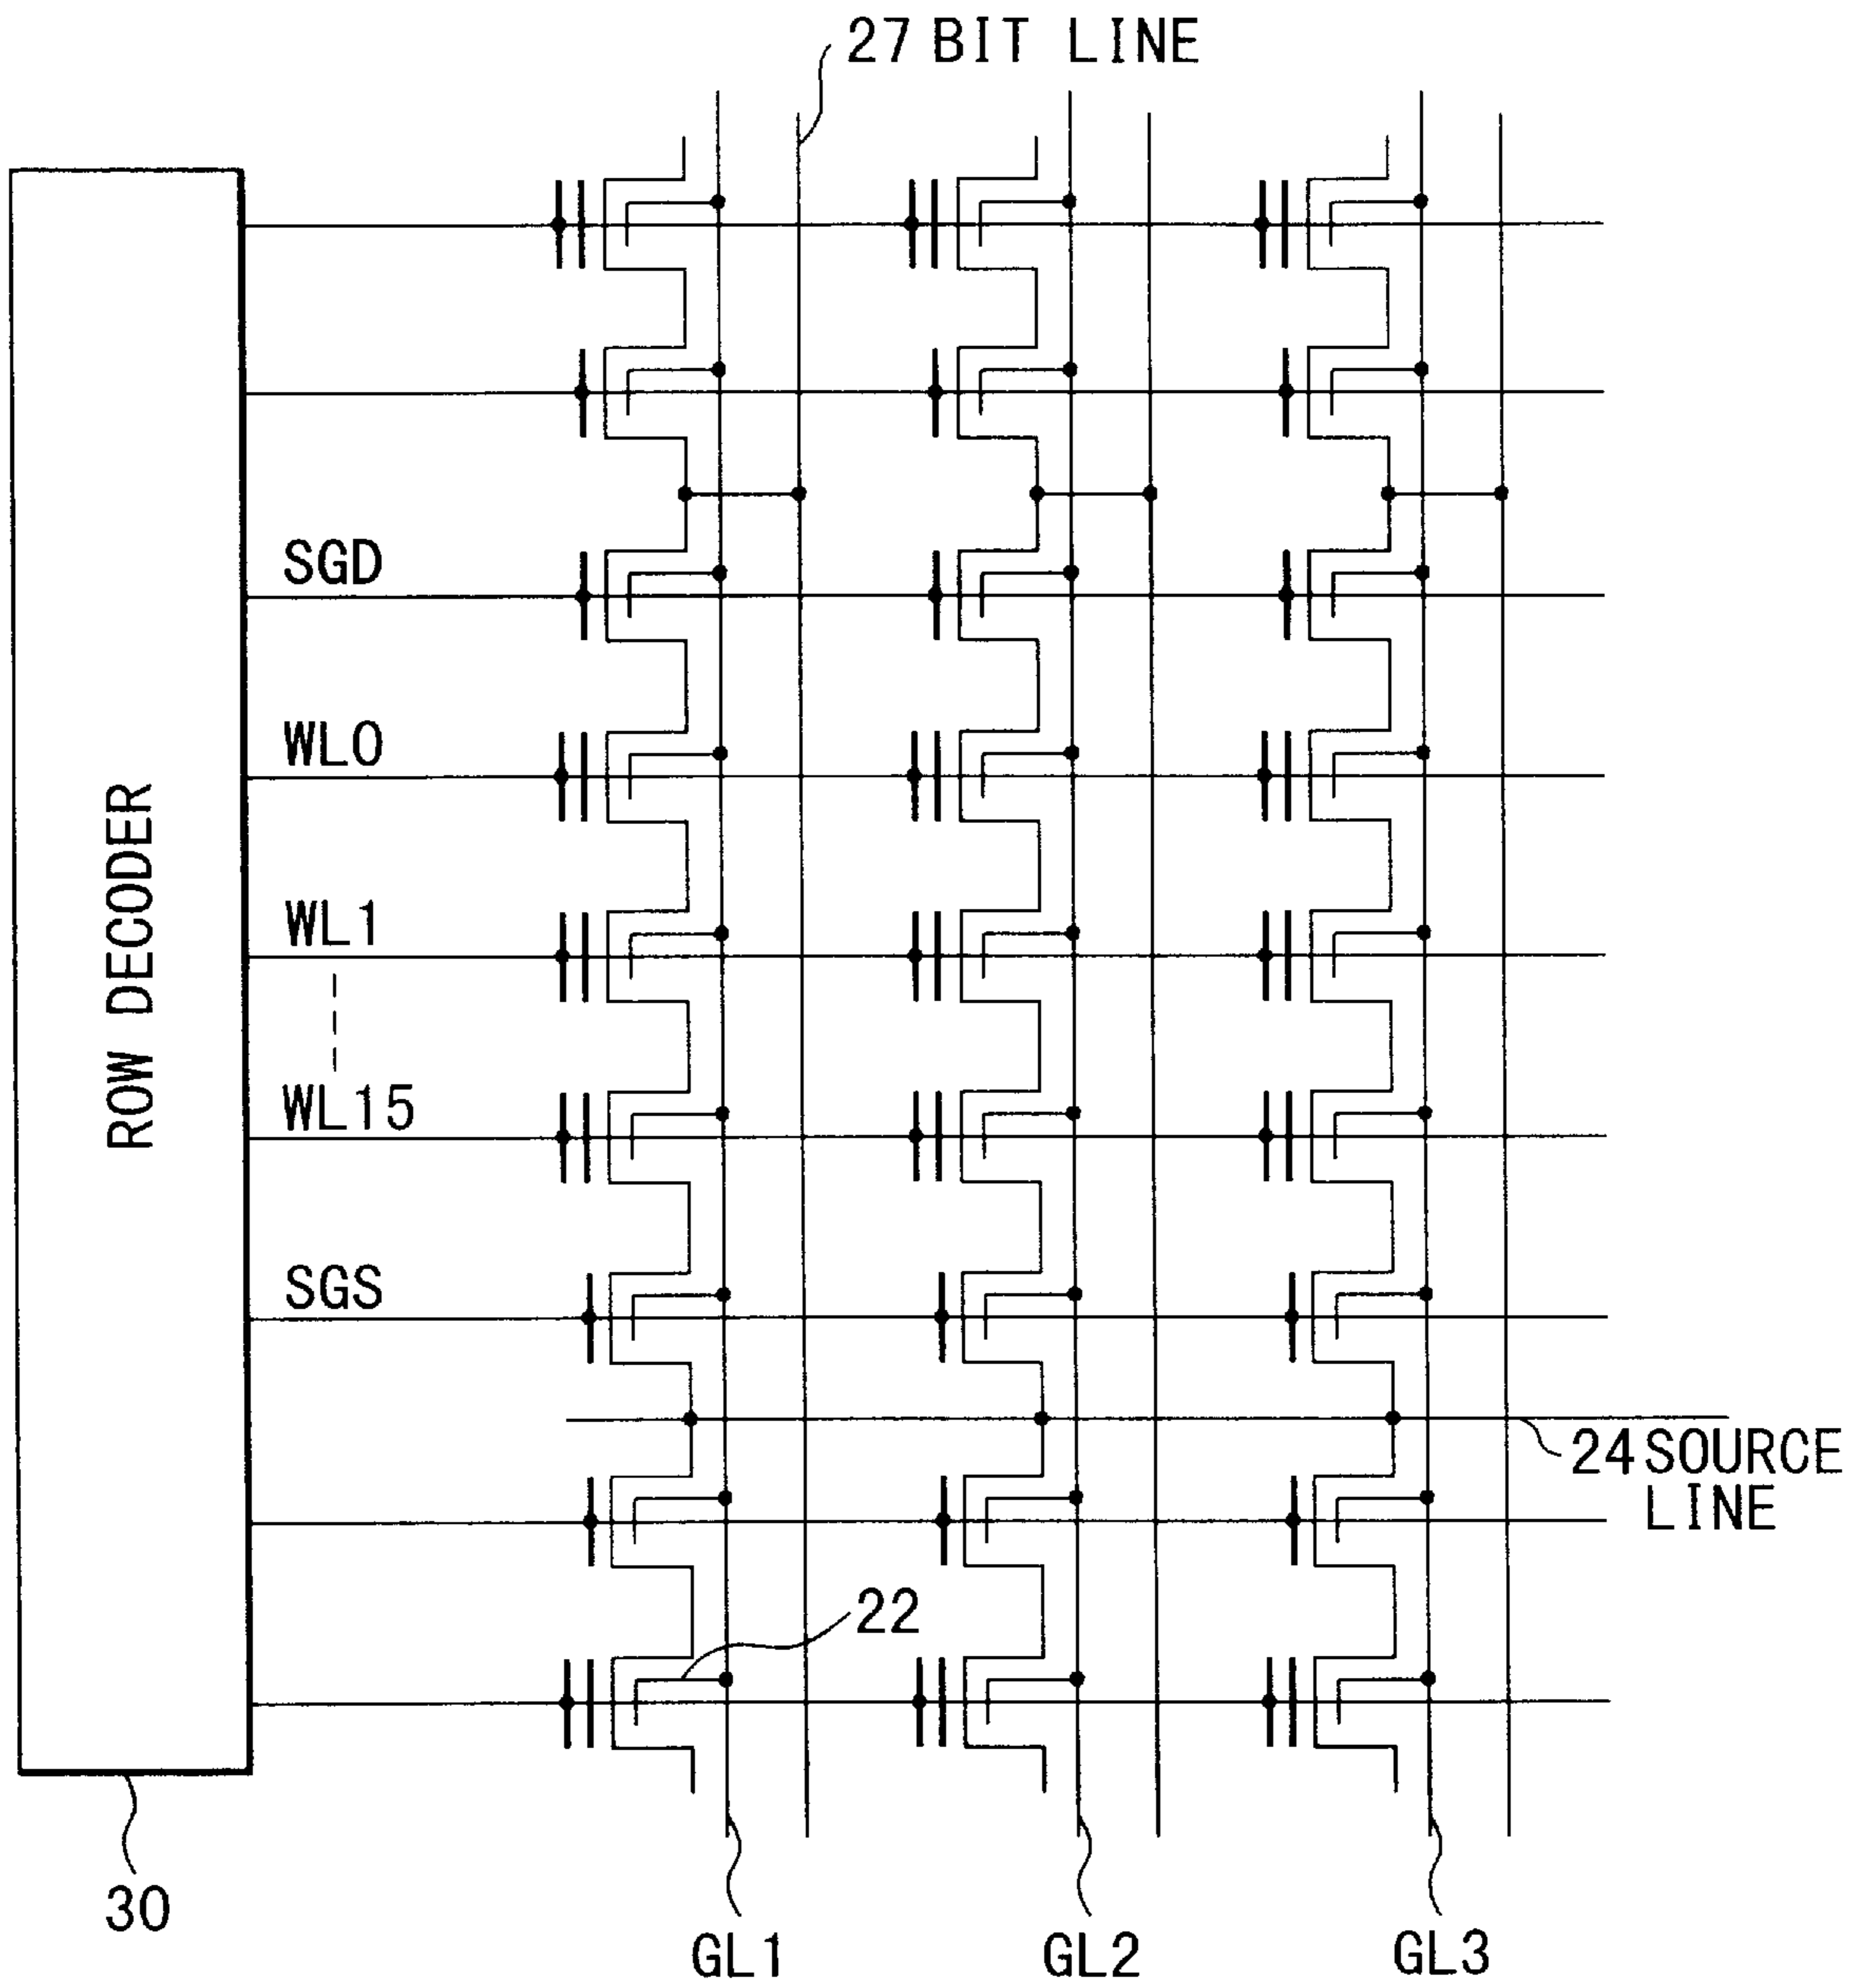 27 BIT LINE
SGD
WL0
ROW DECODER
WL1
WL15
SGS
24 SOURCE
LINE
22
30
GL1
GL2
GL3